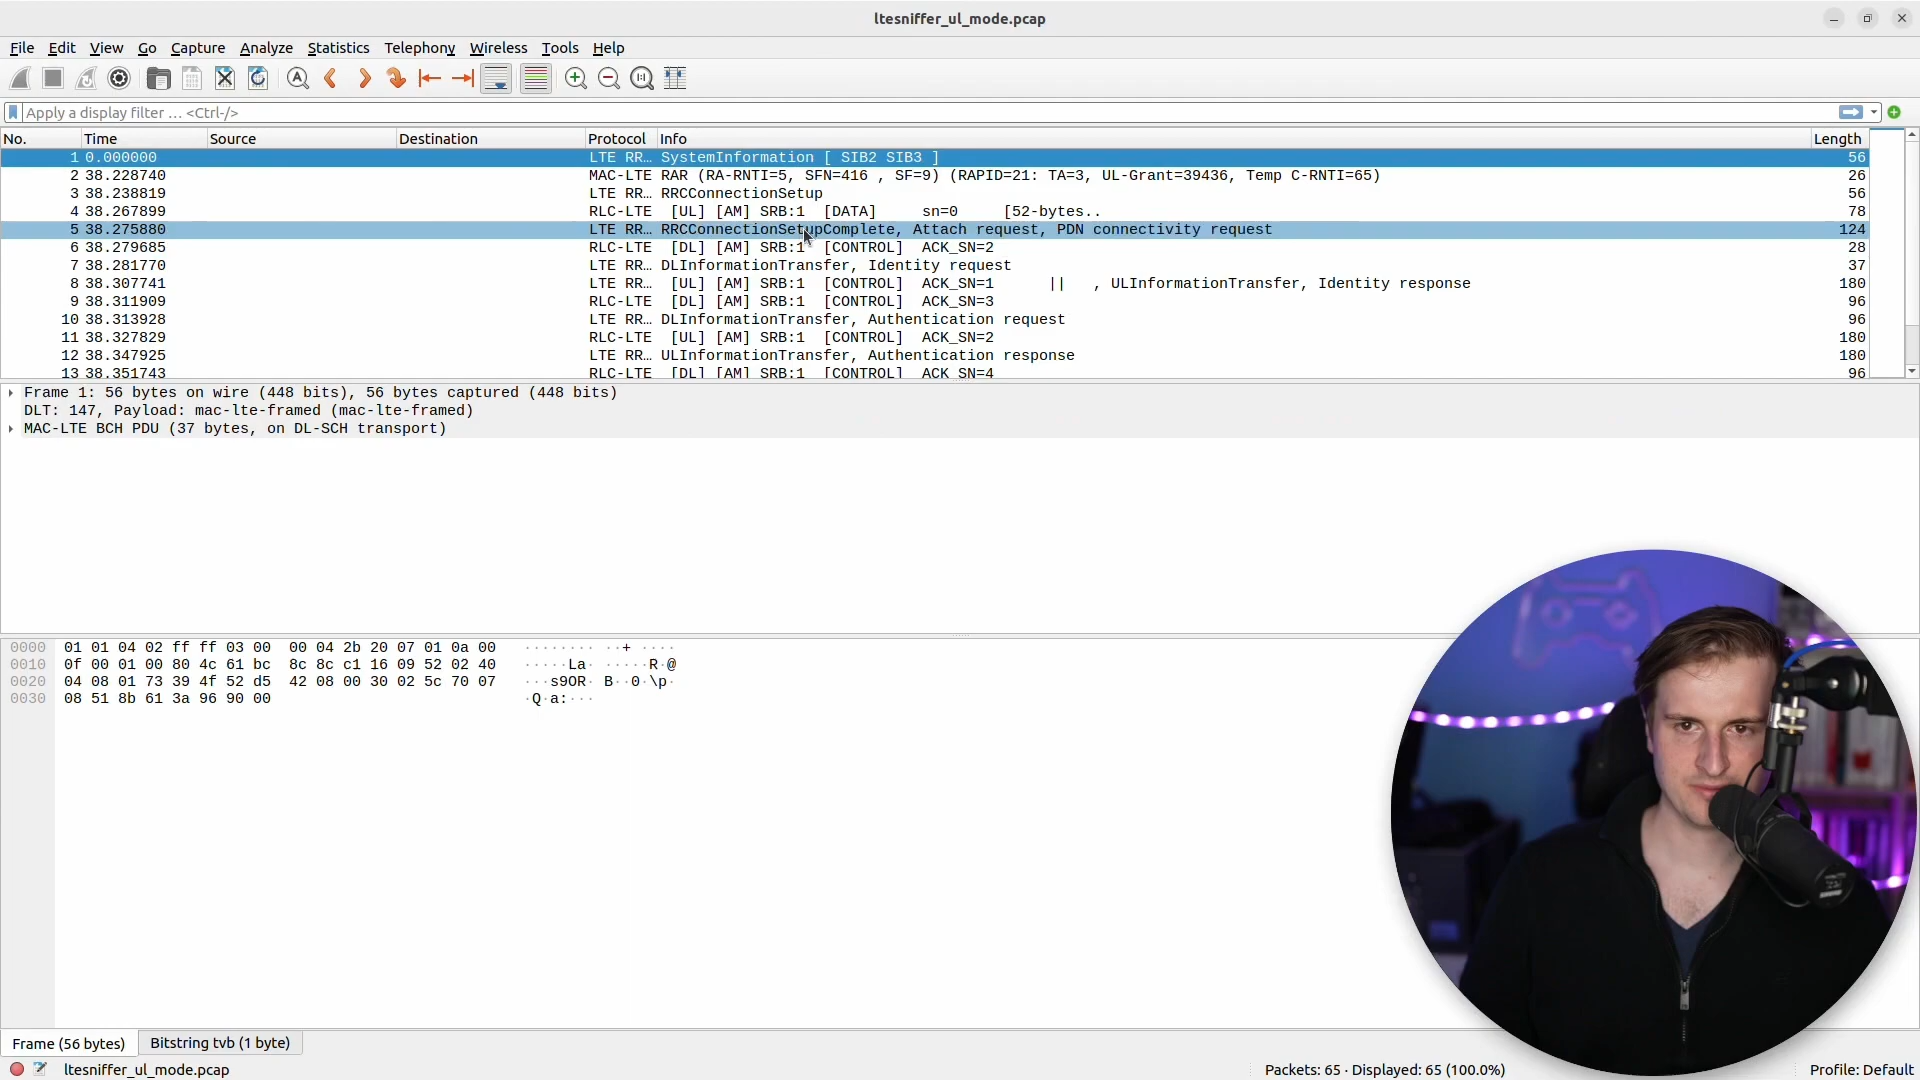 ltesniffer_ul_mode.pcap
File Edit View Go Capture Analyze Statistics Telephony Wireless Tools Help
Apply a display filter … <Ctrl-/>
No. Time Source Destination Protocol Info Length
1 0.000000 LTE RR… SystemInformation [ SIB2 SIB3 ] 56
2 38.228740 MAC-LTE RAR (RA-RNTI=5, SFN=416 , SF=9) (RAPID=21: TA=3, UL-Grant=39436, Temp C-RNTI=65) 26
3 38.238819 LTE RR… RRCConnectionSetup 56
4 38.267899 RLC-LTE [UL] [AM] SRB:1 [DATA] sn=0 [52-bytes.. 78
5 38.275880 LTE RR… RRCConnectionSetupComplete, Attach request, PDN connectivity request 124
6 38.279685 RLC-LTE [DL] [AM] SRB:1 [CONTROL] ACK_SN=2 28
7 38.281770 LTE RR… DLInformationTransfer, Identity request 37
8 38.307741 LTE RR… [UL] [AM] SRB:1 [CONTROL] ACK_SN=1 || , ULInformationTransfer, Identity response 180
9 38.311909 RLC-LTE [DL] [AM] SRB:1 [CONTROL] ACK_SN=3 96
10 38.313928 LTE RR… DLInformationTransfer, Authentication request 96
11 38.327829 RLC-LTE [UL] [AM] SRB:1 [CONTROL] ACK_SN=2 180
12 38.347925 LTE RR… ULInformationTransfer, Authentication response 180
13 38.351743 RLC-LTE [DL] [AM] SRB:1 [CONTROL] ACK_SN=4 96
Frame 1: 56 bytes on wire (448 bits), 56 bytes captured (448 bits)
DLT: 147, Payload: mac-lte-framed (mac-lte-framed)
MAC-LTE BCH PDU (37 bytes, on DL-SCH transport)
0000 01 01 04 02 ff ff 03 00 00 04 2b 20 07 01 0a 00 ········ ··+ ····
0010 0f 00 01 00 80 4c 61 bc 8c 8c c1 16 09 52 02 40 ·····La· ·····R·@
0020 04 08 01 73 39 4f 52 d5 42 08 00 30 02 5c 70 07 ···s9OR· B··0·\p·
0030 08 51 8b 61 3a 96 90 00 ·Q·a:···
Frame (56 bytes) Bitstring tvb (1 byte)
ltesniffer_ul_mode.pcap Packets: 65 · Displayed: 65 (100.0%) Profile: Default